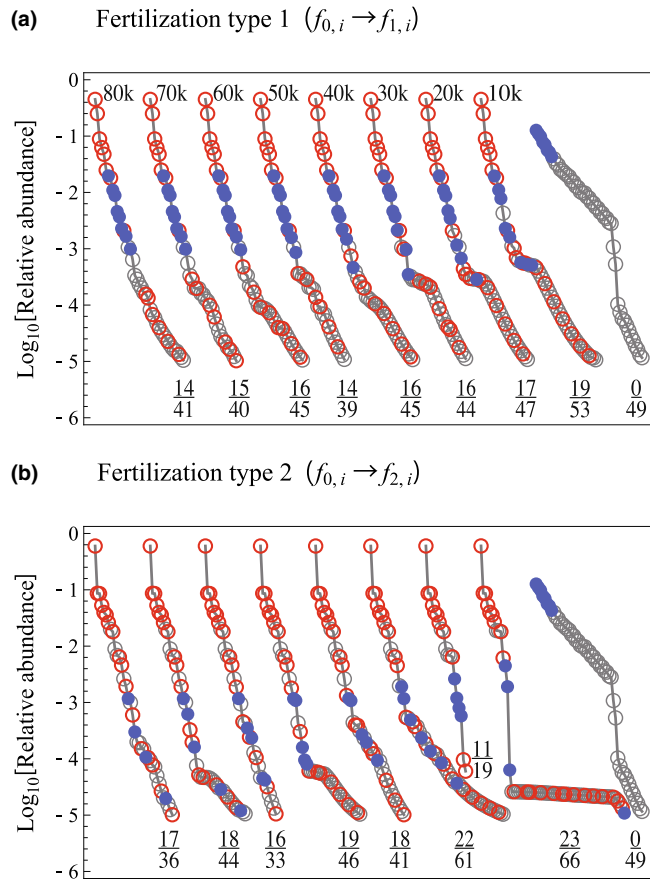 (a) Fertilization type 1 (f0, i → f1, i)
0
80k 70k 60k 50k 40k 30k 20k 10k
- 1
- 2
- 3
- 4
- 5
- 6
Log10[Relative abundance]
14 15 16 14 16 16 17 19 0
41 40 45 39 45 44 47 53 49
(b) Fertilization type 2 (f0, i → f2, i)
0
- 1
- 2
- 3
- 4
- 5
- 6
Log10[Relative abundance]
11
19
17 18 16 19 18 22 23 0
36 44 33 46 41 61 66 49